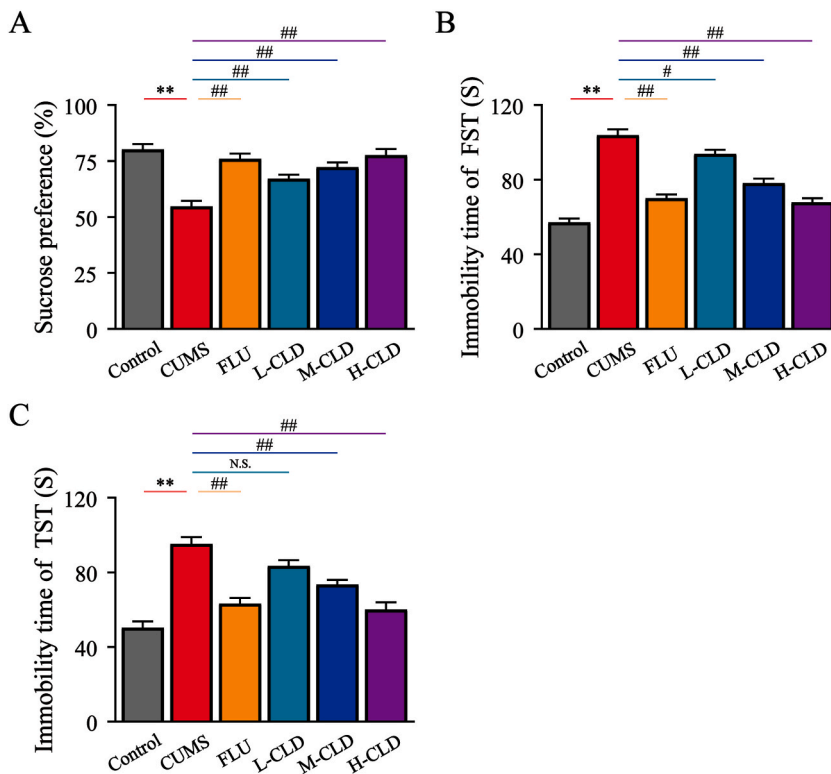 A
##
##
##
** ##
Sucrose preference (%)
100
75
50
25
0
Control CUMS FLU L-CLD M-CLD H-CLD
B
##
##
#
** ##
Immobility time of FST (S)
120
80
40
0
Control CUMS FLU L-CLD M-CLD H-CLD
C
##
##
N.S.
** ##
Immobility time of TST (S)
120
80
40
0
Control CUMS FLU L-CLD M-CLD H-CLD